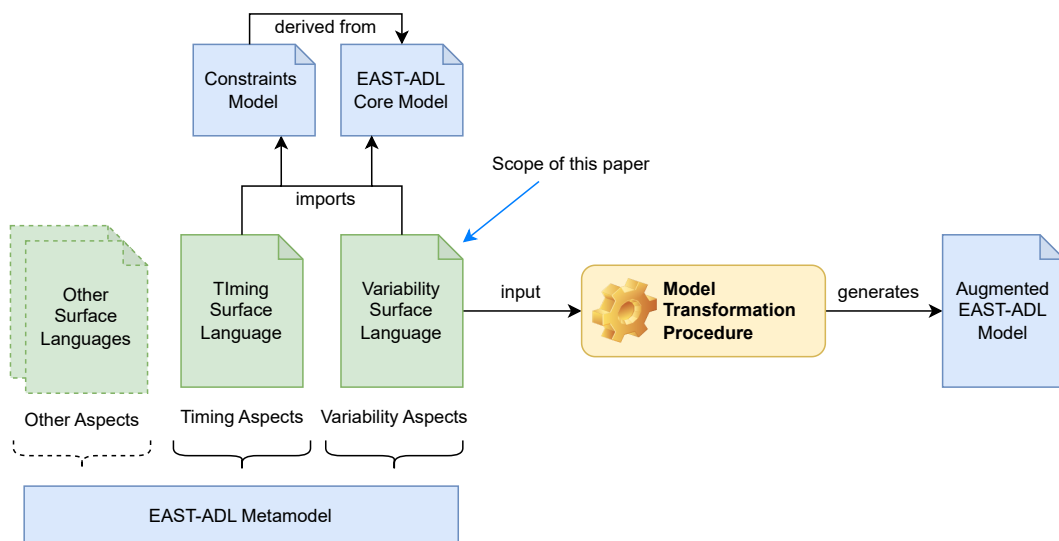 derived from
Constraints
Model
EAST-ADL
Core Model
Scope of this paper
imports
Other
Surface
Languages
TIming
Surface
Language
Variability
Surface
Language
input
Model
Transformation
Procedure
generates
Augmented
EAST-ADL
Model
Other Aspects
Timing Aspects
Variability Aspects
EAST-ADL Metamodel